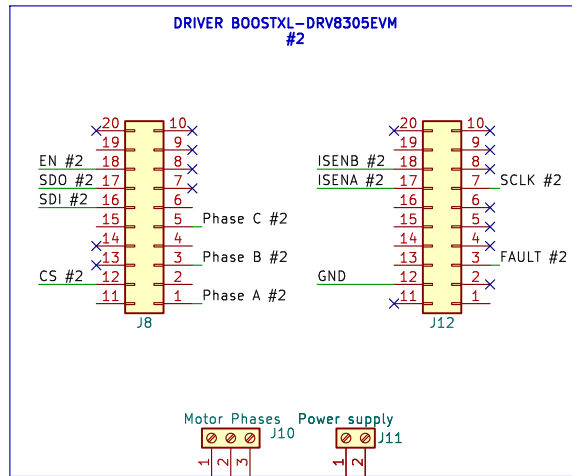 DRIVER BOOSTXL-DRV8305EVM
#2
20 10 20 10
19 9 19 9
EN #2 18 8 ISENB #2 18 8
SDO #2 17 7 ISENA #2 17 7 SCLK #2
SDI #2 16 6 16 6
15 5 Phase C #2 15 5
14 4 14 4
13 3 Phase B #2 13 3 FAULT #2
CS #2 12 2 GND 12 2
11 1 Phase A #2 11 1
J8 J12
Motor Phases Power supply
J10 J11
1 2 3 1 2